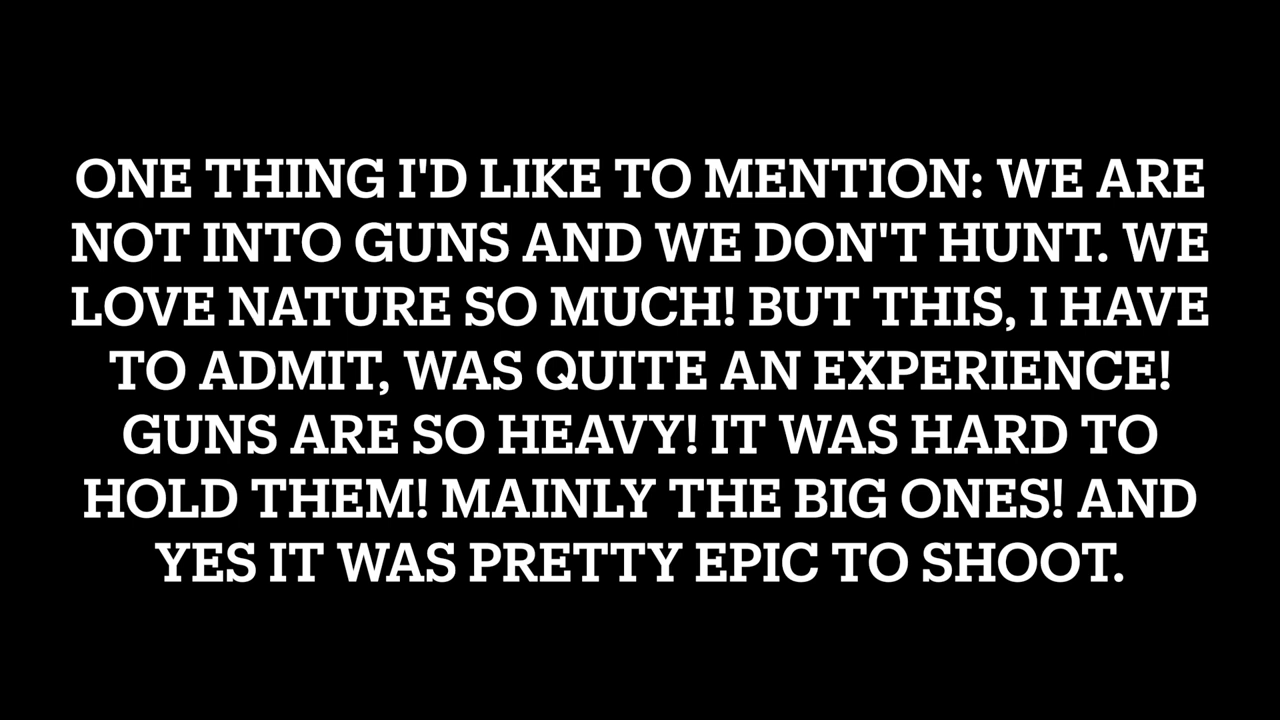 ONE THING I'D LIKE TO MENTION: WE ARE
NOT INTO GUNS AND WE DON'T HUNT. WE
LOVE NATURE SO MUCH! BUT THIS, I HAVE
TO ADMIT, WAS QUITE AN EXPERIENCE!
GUNS ARE SO HEAVY! IT WAS HARD TO
HOLD THEM! MAINLY THE BIG ONES! AND
YES IT WAS PRETTY EPIC TO SHOOT.